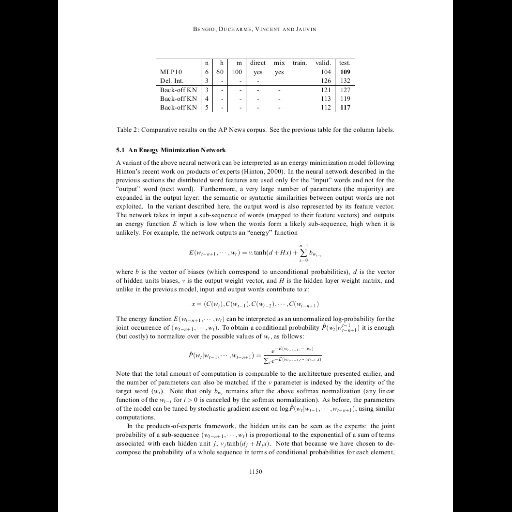 BENGIO, DUCHARME, VINCENT AND JAUVIN
n h m direct mix train. valid. test.
MLP10 6 60 100 yes yes 104 109
Del. Int. 3 - - - - 126 132
Back-off KN 3 - - - - 121 127
Back-off KN 4 - - - - 113 119
Back-off KN 5 - - - - 112 117
Table 2: Comparative results on the AP News corpus. See the previous table for the column labels.
5.1 An Energy Minimization Network
A variant of the above neural network can be interpreted as an energy minimization model following
Hinton's recent work on products of experts (Hinton, 2000). In the neural network described in the
previous sections the distributed word features are used only for the "input" words and not for the
"output" word (next word). Furthermore, a very large number of parameters (the majority) are
expanded in the output layer: the semantic or syntactic similarities between output words are not
exploited. In the variant described here, the output word is also represented by its feature vector.
The network takes in input a sub-sequence of words (mapped to their feature vectors) and outputs
an energy function E which is low when the words form a likely sub-sequence, high when it is
unlikely. For example, the network outputs an "energy" function
E(w_{t−n+1}, ···, w_t) = v.tanh(d + Hx) + ∑_{i=0}^{n−1} b_{w_{t−i}}
where b is the vector of biases (which correspond to unconditional probabilities), d is the vector
of hidden units biases, v is the output weight vector, and H is the hidden layer weight matrix, and
unlike in the previous model, input and output words contribute to x:
x = (C(w_t), C(w_{t−1}), C(w_{t−2}), ···, C(w_{t−n+1})
The energy function E(w_{t−n+1}, ···, w_t) can be interpreted as an unnormalized log-probability for the
joint occurrence of (w_{t−n+1}, ···, w_t). To obtain a conditional probability P̂(w_t|w_{t−n+1}^{t−1}) it is enough
(but costly) to normalize over the possible values of w_t, as follows:
P̂(w_t|w_{t−1}, ···, w_{t−n+1}) = e^{−E(w_{t−n+1}, ···, w_t)} / ∑_i e^{−E(w_{t−n+1}, ···, w_{t−1}, i)}
Note that the total amount of computation is comparable to the architecture presented earlier, and
the number of parameters can also be matched if the v parameter is indexed by the identity of the
target word (w_t). Note that only b_{w_t} remains after the above softmax normalization (any linear
function of the w_{t−i} for i > 0 is canceled by the softmax normalization). As before, the parameters
of the model can be tuned by stochastic gradient ascent on log P̂(w_t|w_{t−1}, ···, w_{t−n+1}), using similar
computations.
In the products-of-experts framework, the hidden units can be seen as the experts: the joint
probability of a sub-sequence (w_{t−n+1}, ···, w_t) is proportional to the exponential of a sum of terms
associated with each hidden unit j, v_j tanh(d_j + H_j x). Note that because we have chosen to de-
compose the probability of a whole sequence in terms of conditional probabilities for each element,
1150